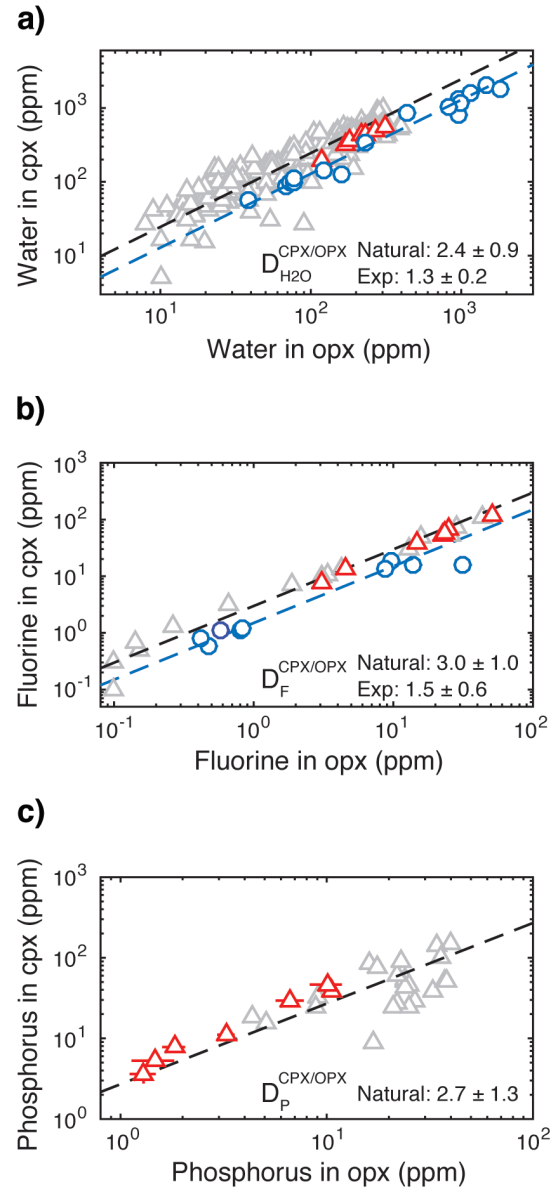 a)
Water in cpx (ppm)
10^3
10^2
10^1
D_{H2O}^{CPX/OPX} Natural: 2.4 ± 0.9
Exp: 1.3 ± 0.2
10^1 10^2 10^3
Water in opx (ppm)
b)
Fluorine in cpx (ppm)
10^3
10^2
10^1
10^0
10^-1
D_F^{CPX/OPX} Natural: 3.0 ± 1.0
Exp: 1.5 ± 0.6
10^-1 10^0 10^1 10^2
Fluorine in opx (ppm)
c)
Phosphorus in cpx (ppm)
10^3
10^2
10^1
10^0
D_P^{CPX/OPX} Natural: 2.7 ± 1.3
10^0 10^1 10^2
Phosphorus in opx (ppm)